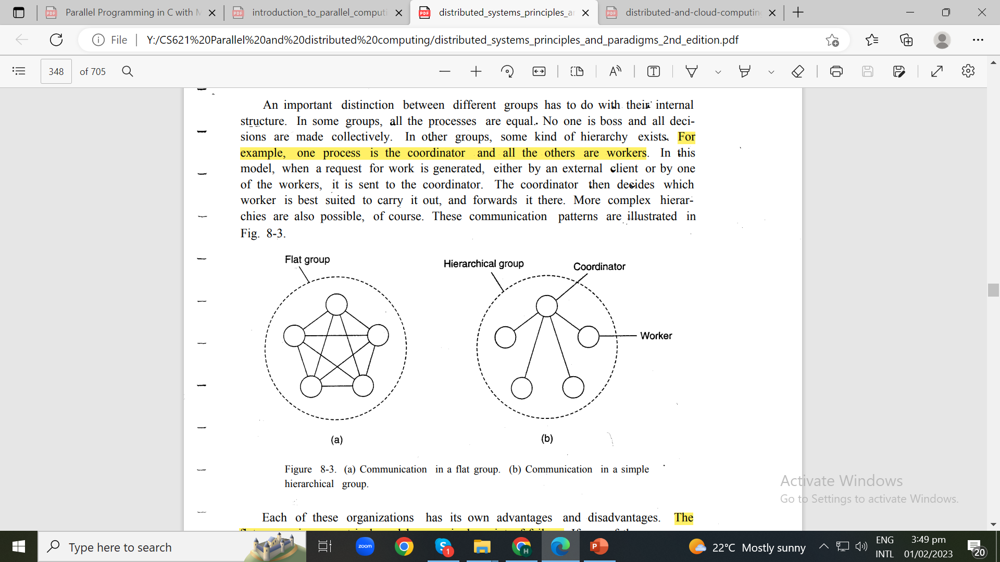 Parallel Programming in C with M
introduction_to_parallel_computi
distributed_systems_principles_ar
distributed-and-cloud-computing
File
Y:/CS621%20Parallel%20and%20distributed%20computing/distributed_systems_principles_and_paradigms_2nd_edition.pdf
348 of 705
An important distinction between different groups has to do with their internal
structure. In some groups, all the processes are equal. No one is boss and all deci-
sions are made collectively. In other groups, some kind of hierarchy exists. For
example, one process is the coordinator and all the others are workers. In this
model, when a request for work is generated, either by an external client or by one
of the workers, it is sent to the coordinator. The coordinator then decides which
worker is best suited to carry it out, and forwards it there. More complex hierar-
chies are also possible, of course. These communication patterns are illustrated in
Fig. 8-3.
Flat group
Hierarchical group
Coordinator
Worker
(a)
(b)
Figure 8-3. (a) Communication in a flat group. (b) Communication in a simple
hierarchical group.
Activate Windows
Go to Settings to activate Windows.
Each of these organizations has its own advantages and disadvantages. The
Type here to search
zoom
1
H
22°C Mostly sunny
ENG
INTL
3:49 pm
01/02/2023
20